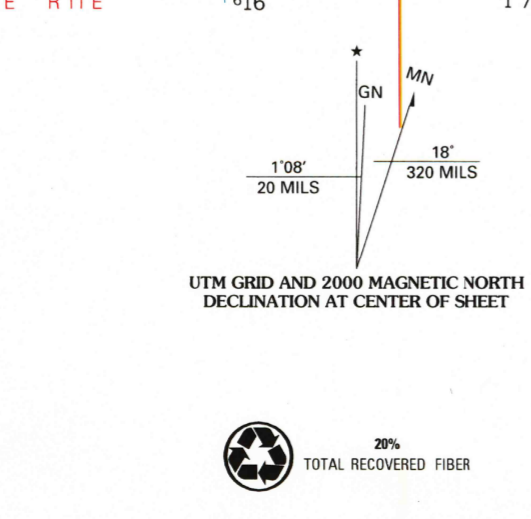 616
GN
MN
1°08′
20 MILS
18°
320 MILS
UTM GRID AND 2000 MAGNETIC NORTH
DECLINATION AT CENTER OF SHEET
20%
TOTAL RECOVERED FIBER